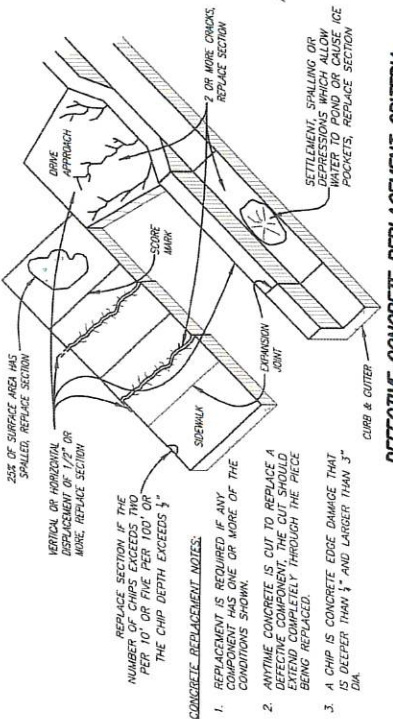 25% OF SURFACE AREA HAS
SPALLED, REPLACE SECTION
VERTICAL OR HORIZONTAL
DISPLACEMENT OF 1/2" OR
MORE, REPLACE SECTION
REPLACE SECTION IF THE
NUMBER OF CHIPS EXCEEDS TWO
PER 10' OR FIVE PER 100' OR
THE CHIP DEPTH EXCEEDS
DRIVE
APPROACH
2 OR MORE CRACKS,
REPLACE SECTION
SCORE
MARK
SIDEWALK
EXPANSION
JOINT
SETTLEMENT, SPALLING OR
DEPRESSIONS WHICH ALLOW
WATER TO POND OR CAUSE ICE
POCKETS, REPLACE SECTION
CURB & GUTTER
CONCRETE REPLACEMENT NOTES:
1. REPLACEMENT IS REQUIRED IF ANY
COMPONENT HAS ONE OR MORE OF THE
CONDITIONS SHOWN.
2. ANYTIME CONCRETE IS CUT TO REPLACE A
DEFECTIVE COMPONENT, THE CUT SHOULD
EXTEND COMPLETELY THROUGH THE PIECE
BEING REPLACED.
3. A CHIP IS CONCRETE EDGE DAMAGE THAT
IS DEEPER THAN AND LARGER THAN 3"
DIA.
DEFECTIVE CONCRETE REPLACEMENT CRITERIA